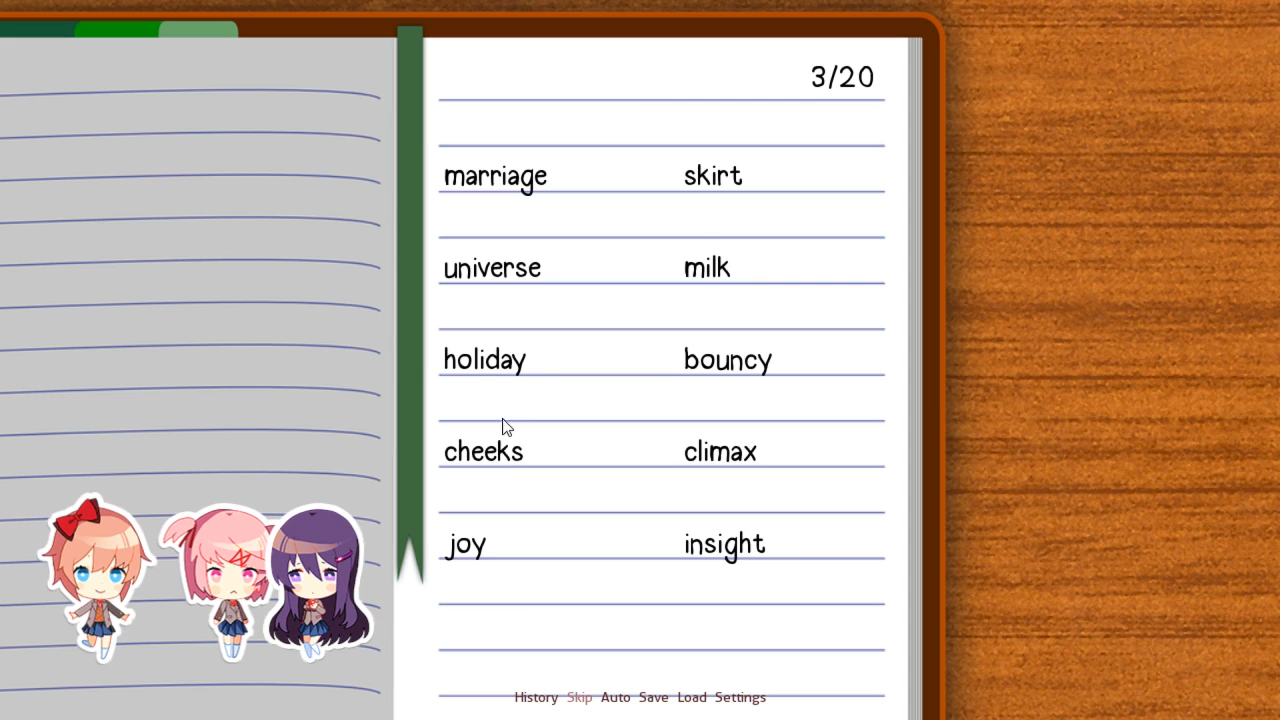 3/20
marriage skirt
universe milk
holiday bouncy
cheeks climax
joy insight
History Skip Auto Save Load Settings